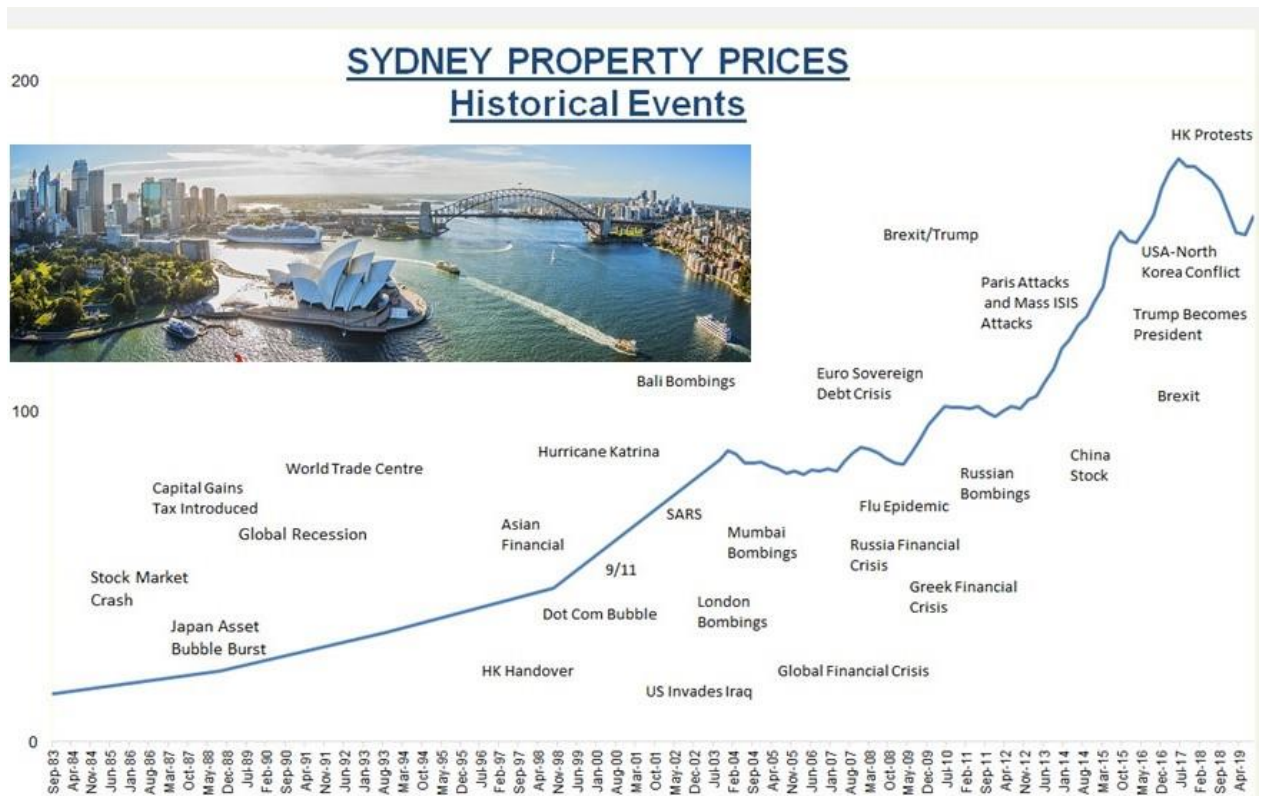 SYDNEY PROPERTY PRICES
Historical Events
200
100
0
HK Protests
Brexit/Trump
USA-North
Korea Conflict
Paris Attacks
and Mass ISIS
Attacks
Trump Becomes
President
Bali Bombings
Euro Sovereign
Debt Crisis
Brexit
Hurricane Katrina
World Trade Centre
China
Stock
Russian
Bombings
Capital Gains
Tax Introduced
Flu Epidemic
SARS
Global Recession
Asian
Financial
Mumbai
Bombings
Russia Financial
Crisis
9/11
Stock Market
Crash
Greek Financial
Crisis
Dot Com Bubble
London
Bombings
Japan Asset
Bubble Burst
HK Handover
Global Financial Crisis
US Invades Iraq
Sep-83
Apr-84
Nov-84
Jun-85
Jan-86
Aug-86
Mar-87
Oct-87
May-88
Dec-88
Jul-89
Feb-90
Sep-90
Apr-91
Nov-91
Jun-92
Jan-93
Aug-93
Mar-94
Oct-94
May-95
Dec-95
Jul-96
Feb-97
Sep-97
Apr-98
Nov-98
Jun-99
Jan-00
Aug-00
Mar-01
Oct-01
May-02
Dec-02
Jul-03
Feb-04
Sep-04
Apr-05
Nov-05
Jun-06
Jan-07
Aug-07
Mar-08
Oct-08
May-09
Dec-09
Jul-10
Feb-11
Sep-11
Apr-12
Nov-12
Jun-13
Jan-14
Aug-14
Mar-15
Oct-15
May-16
Dec-16
Jul-17
Feb-18
Sep-18
Apr-19